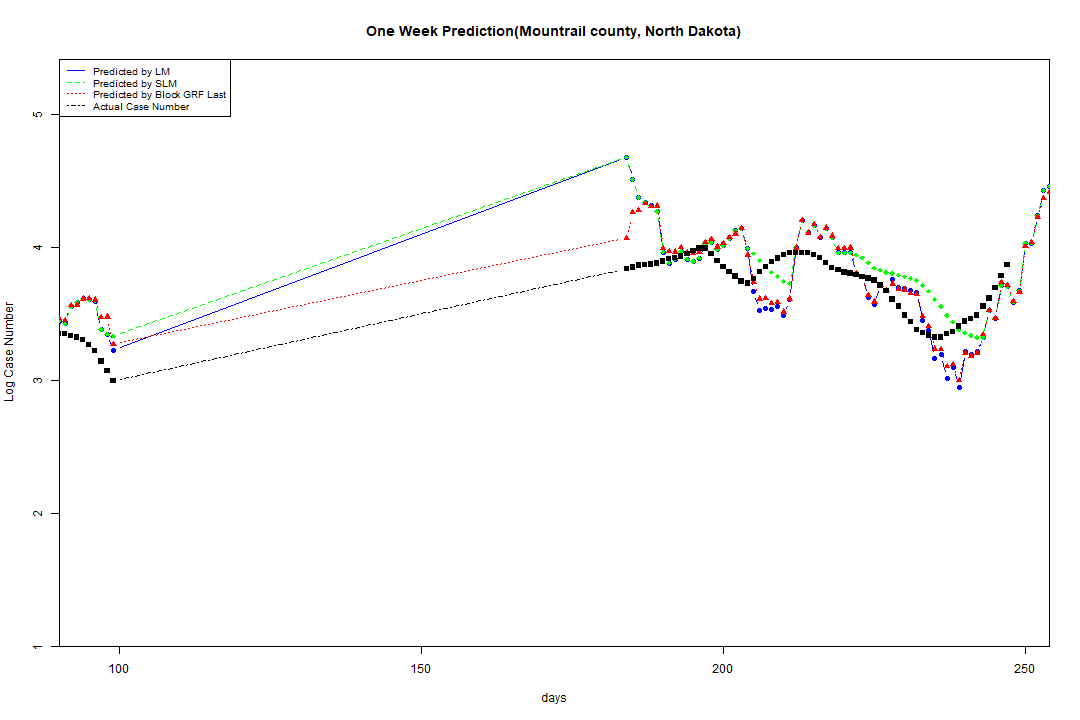 One Week Prediction(Mountrail county, North Dakota)
Predicted by LM
Predicted by SLM
Predicted by Block GRF Last
Actual Case Number
5
4
3
2
1
Log Case Number
100 150 200 250
days